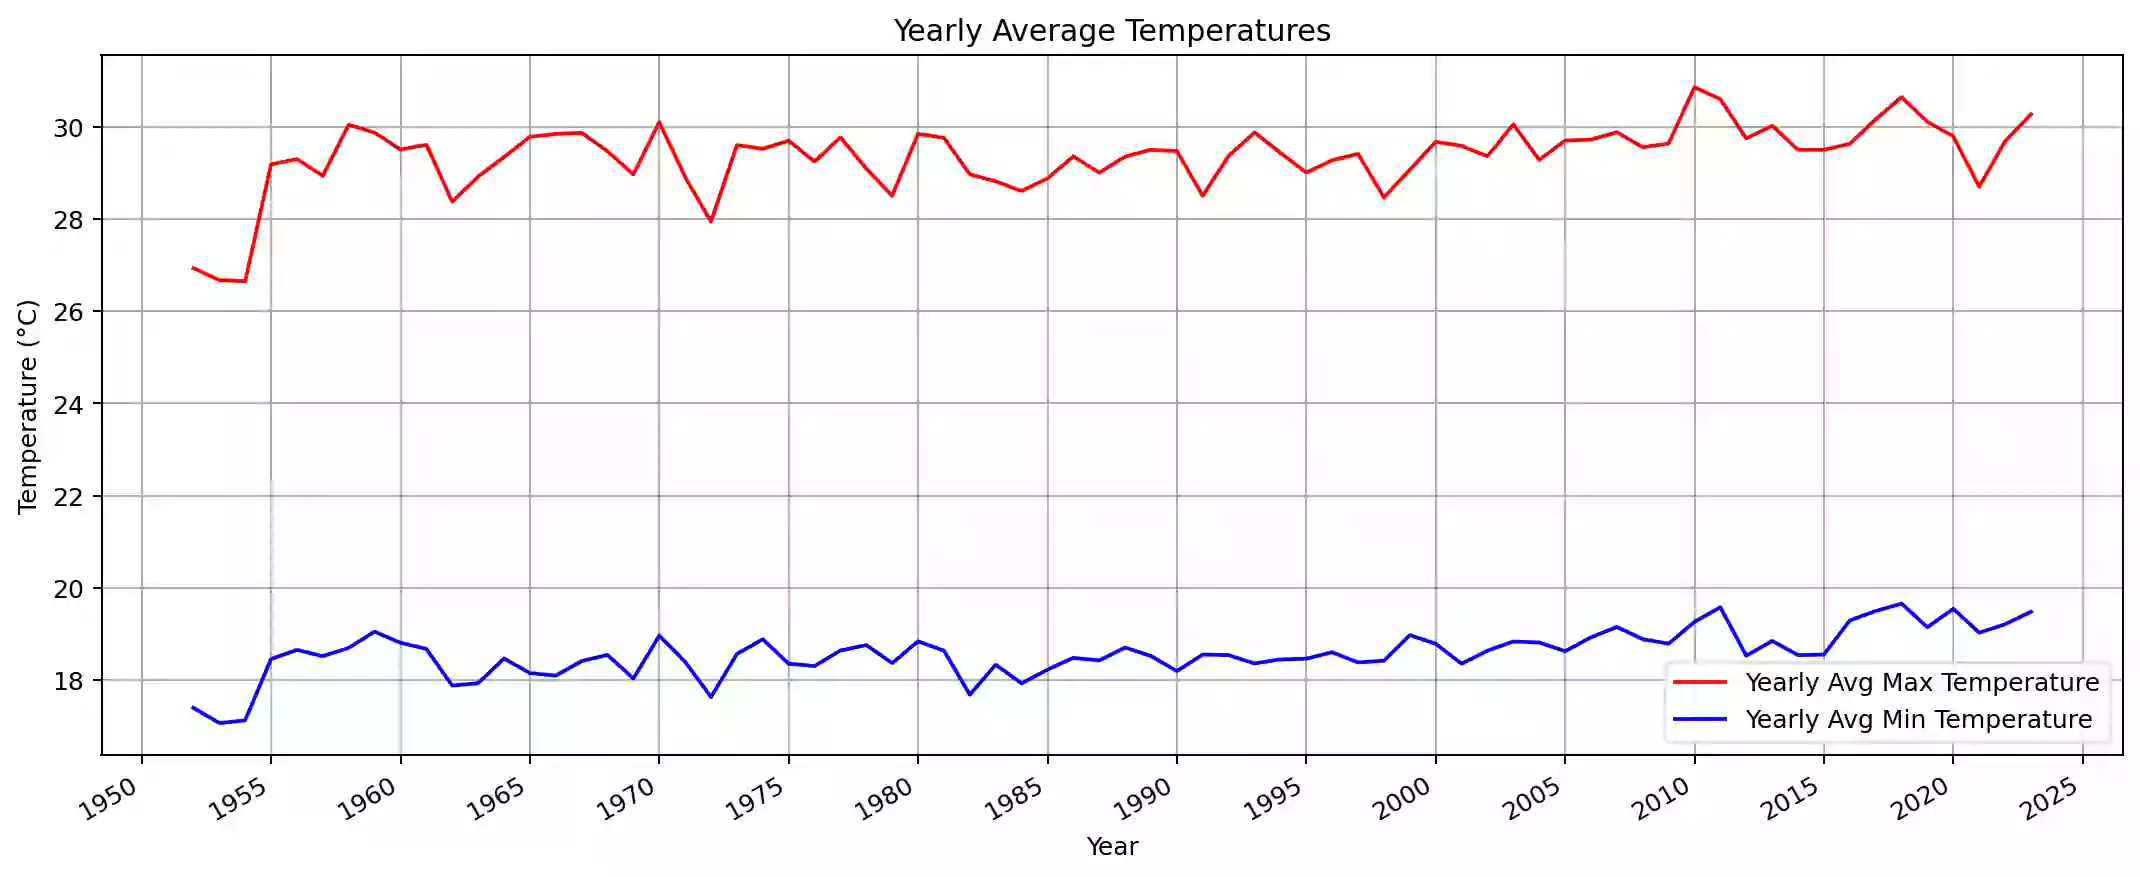 Yearly Average Temperatures
30
28
26
24
22
20
18
Temperature (°C)
Yearly Avg Max Temperature
Yearly Avg Min Temperature
1950 1955 1960 1965 1970 1975 1980 1985 1990 1995 2000 2005 2010 2015 2020 2025
Year